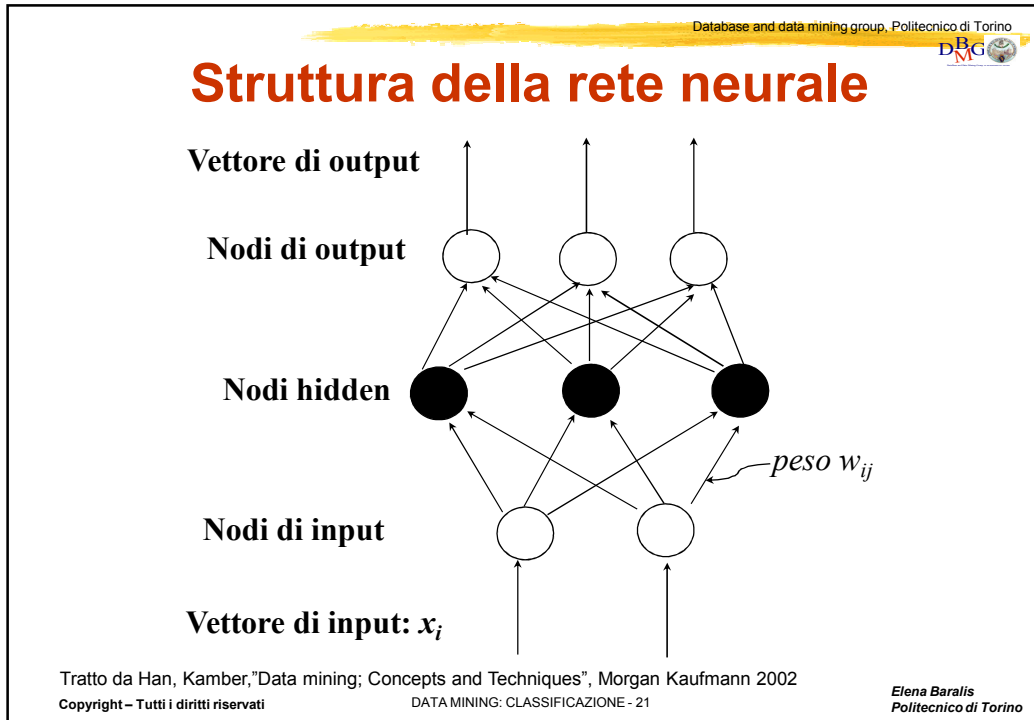 Database and data mining group, Politecnico di Torino
DBMG
Struttura della rete neurale
Vettore di output
Nodi di output
Nodi hidden
peso wij
Nodi di input
Vettore di input: xi
Tratto da Han, Kamber,”Data mining; Concepts and Techniques”, Morgan Kaufmann 2002
Copyright – Tutti i diritti riservati
DATA MINING: CLASSIFICAZIONE - 21
Elena Baralis
Politecnico di Torino